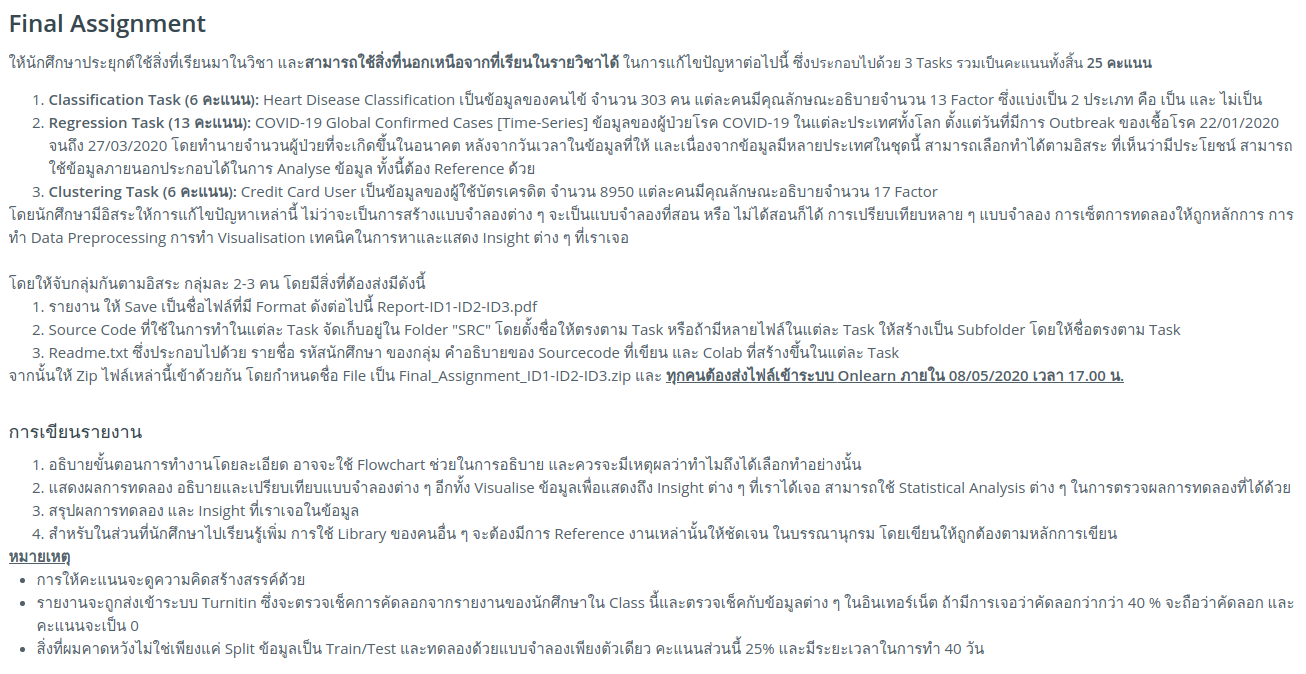 Final Assignment
ให้นักศึกษาประยุกต์ใช้สิ่งที่เรียนมาในวิชา และสามารถใช้สิ่งที่นอกเหนือจากที่เรียนในรายวิชาได้ ในการแก้ไขปัญหาต่อไปนี้ ซึ่งประกอบไปด้วย 3 Tasks รวมเป็นคะแนนทั้งสิ้น 25 คะแนน
1. Classification Task (6 คะแนน): Heart Disease Classification เป็นข้อมูลของคนไข้ จำนวน 303 คน แต่ละคนมีคุณลักษณะอธิบายจำนวน 13 Factor ซึ่งแบ่งเป็น 2 ประเภท คือ เป็น และ ไม่เป็น
2. Regression Task (13 คะแนน): COVID-19 Global Confirmed Cases [Time-Series] ข้อมูลของผู้ป่วยโรค COVID-19 ในแต่ละประเทศทั้งโลก ตั้งแต่วันที่มีการ Outbreak ของเชื้อโรค 22/01/2020
จนถึง 27/03/2020 โดยทำนายจำนวนผู้ป่วยที่จะเกิดขึ้นในอนาคต หลังจากวันเวลาในข้อมูลที่ให้ และเนื่องจากข้อมูลมีหลายประเทศในชุดนี้ สามารถเลือกทำได้ตามอิสระ ที่เห็นว่ามีประโยชน์ สามารถ
ใช้ข้อมูลภายนอกประกอบได้ในการ Analyse ข้อมูล ทั้งนี้ต้อง Reference ด้วย
3. Clustering Task (6 คะแนน): Credit Card User เป็นข้อมูลของผู้ใช้บัตรเครดิต จำนวน 8950 แต่ละคนมีคุณลักษณะอธิบายจำนวน 17 Factor
โดยนักศึกษามีอิสระให้การแก้ไขปัญหาเหล่านี้ ไม่ว่าจะเป็นการสร้างแบบจำลองต่าง ๆ จะเป็นแบบจำลองที่สอน หรือ ไม่ได้สอนก็ได้ การเปรียบเทียบหลาย ๆ แบบจำลอง การเซ็ตการทดลองให้ถูกหลักการ การ
ทำ Data Preprocessing การทำ Visualisation เทคนิคในการหาและแสดง Insight ต่าง ๆ ที่เราเจอ
โดยให้จับกลุ่มกันตามอิสระ กลุ่มละ 2-3 คน โดยมีสิ่งที่ต้องส่งมีดังนี้
1. รายงาน ให้ Save เป็นชื่อไฟล์ที่มี Format ดังต่อไปนี้ Report-ID1-ID2-ID3.pdf
2. Source Code ที่ใช้ในการทำในแต่ละ Task จัดเก็บอยู่ใน Folder "SRC" โดยตั้งชื่อให้ตรงตาม Task หรือถ้ามีหลายไฟล์ในแต่ละ Task ให้สร้างเป็น Subfolder โดยให้ชื่อตรงตาม Task
3. Readme.txt ซึ่งประกอบไปด้วย รายชื่อ รหัสนักศึกษา ของกลุ่ม คำอธิบายของ Sourcecode ที่เขียน และ Colab ที่สร้างขึ้นในแต่ละ Task
จากนั้นให้ Zip ไฟล์เหล่านี้เข้าด้วยกัน โดยกำหนดชื่อ File เป็น Final_Assignment_ID1-ID2-ID3.zip และ ทุกคนต้องส่งไฟล์เข้าระบบ Onlearn ภายใน 08/05/2020 เวลา 17.00 น.
การเขียนรายงาน
1. อธิบายขั้นตอนการทำงานโดยละเอียด อาจจะใช้ Flowchart ช่วยในการอธิบาย และควรจะมีเหตุผลว่าทำไมถึงได้เลือกทำอย่างนั้น
2. แสดงผลการทดลอง อธิบายและเปรียบเทียบแบบจำลองต่าง ๆ อีกทั้ง Visualise ข้อมูลเพื่อแสดงถึง Insight ต่าง ๆ ที่เราได้เจอ สามารถใช้ Statistical Analysis ต่าง ๆ ในการตรวจผลการทดลองที่ได้ด้วย
3. สรุปผลการทดลอง และ Insight ที่เราเจอในข้อมูล
4. สำหรับในส่วนที่นักศึกษาไปเรียนรู้เพิ่ม การใช้ Library ของคนอื่น ๆ จะต้องมีการ Reference งานเหล่านั้นให้ชัดเจน ในบรรณานุกรม โดยเขียนให้ถูกต้องตามหลักการเขียน
หมายเหตุ
• การให้คะแนนจะดูความคิดสร้างสรรค์ด้วย
• รายงานจะถูกส่งเข้าระบบ Turnitin ซึ่งจะตรวจเช็คการคัดลอกจากรายงานของนักศึกษาใน Class นี้และตรวจเช็คกับข้อมูลต่าง ๆ ในอินเทอร์เน็ต ถ้ามีการเจอว่าคัดลอกว่ากว่า 40 % จะถือว่าคัดลอก และ
คะแนนจะเป็น 0
• สิ่งที่ผมคาดหวังไม่ใช่เพียงแค่ Split ข้อมูลเป็น Train/Test และทดลองด้วยแบบจำลองเพียงตัวเดียว คะแนนส่วนนี้ 25% และมีระยะเวลาในการทำ 40 วัน